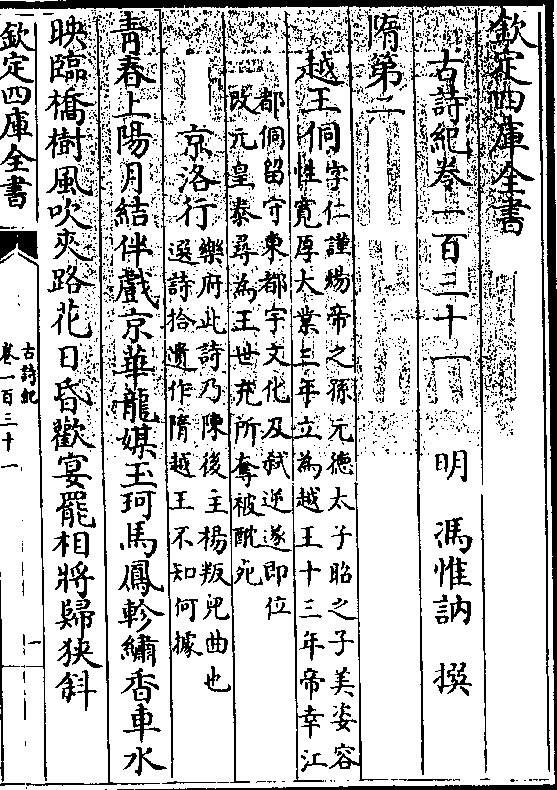 欽定四庫全書
古詩紀卷一百三十一　明　馮惟訥　撰
隋第二
越王侗
字仁謹煬帝之孫元德太子昭之子美姿容
性寛厚大業三年立為越王十三年帝幸江
都侗留守東都宇文化及弑逆遂即位
改元皇泰尋為王世充所奪被酖死
京洛行
樂府此詩乃陳後主楊叛兒曲也
選詩拾遺作隋越王不知何據
青春上陽月結伴戲京華龍媒玉珂馬鳳軫繡香車水
映臨橋樹風吹夾路花日昏歡宴罷相將歸狹斜
欽定四庫全書
古詩紀
卷一百三十一
一